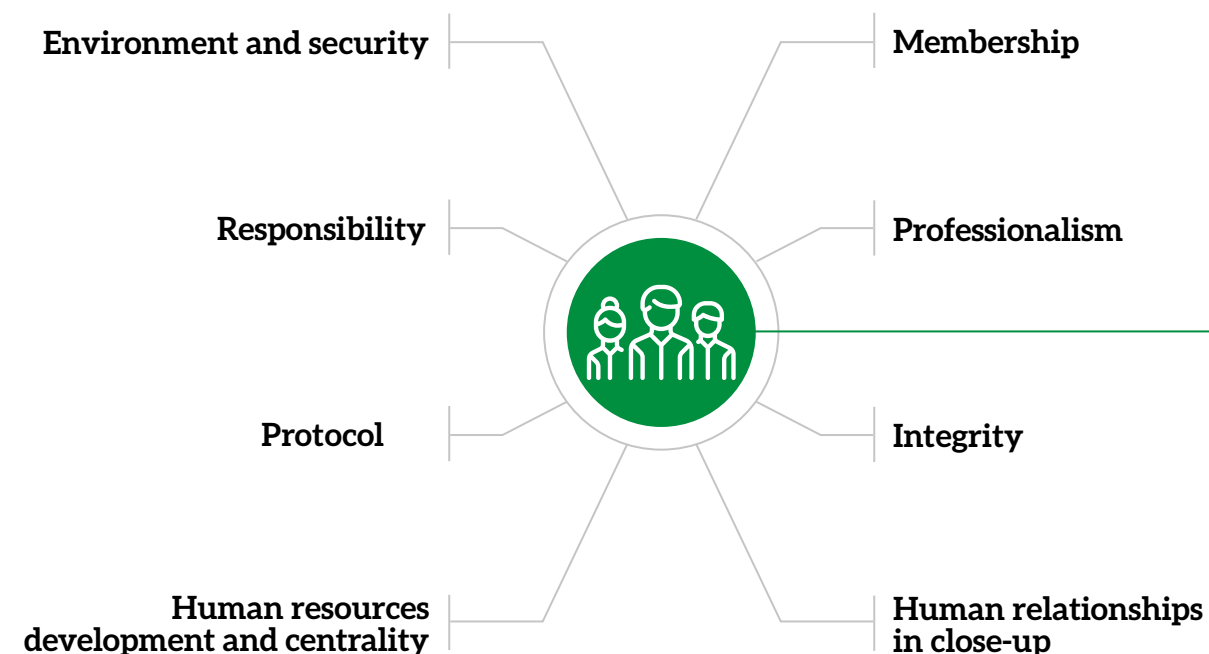 Environment and security
Membership
Responsibility
Professionalism
Protocol
Integrity
Human resources
development and centrality
Human relationships
in close-up